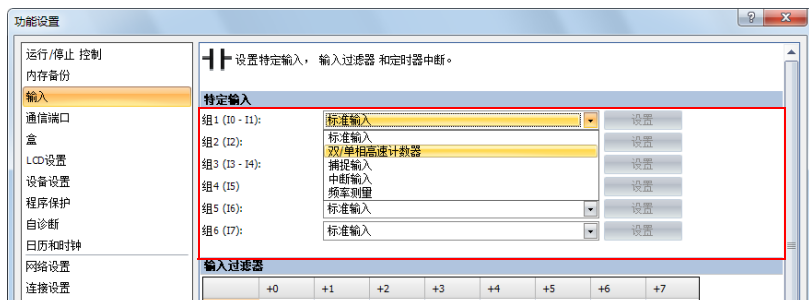 功能设置
运行/停止 控制
内存备份
输入
通信端口
盒
LCD设置
设备设置
程序保护
自诊断
日历和时钟
网络设置
连接设置
设置特定输入， 输入过滤器 和定时器中断。
特定输入
组1 (I0 - I1): 标准输入 设置
标准输入
双/单相高速计数器
捕捉输入
中断输入
频率测量
组2 (I2): 设置
组3 (I3 - I4): 设置
组4 (I5) 设置
组5 (I6): 标准输入 设置
组6 (I7): 标准输入 设置
输入过滤器
+0 +1 +2 +3 +4 +5 +6 +7